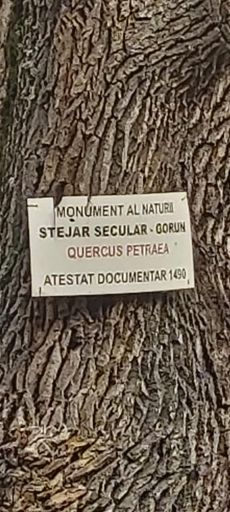 MONUMENT AL NATURII
STEJAR SECULAR - GORUN
QUERCUS PETRAEA
ATESTAT DOCUMENTAR 1490